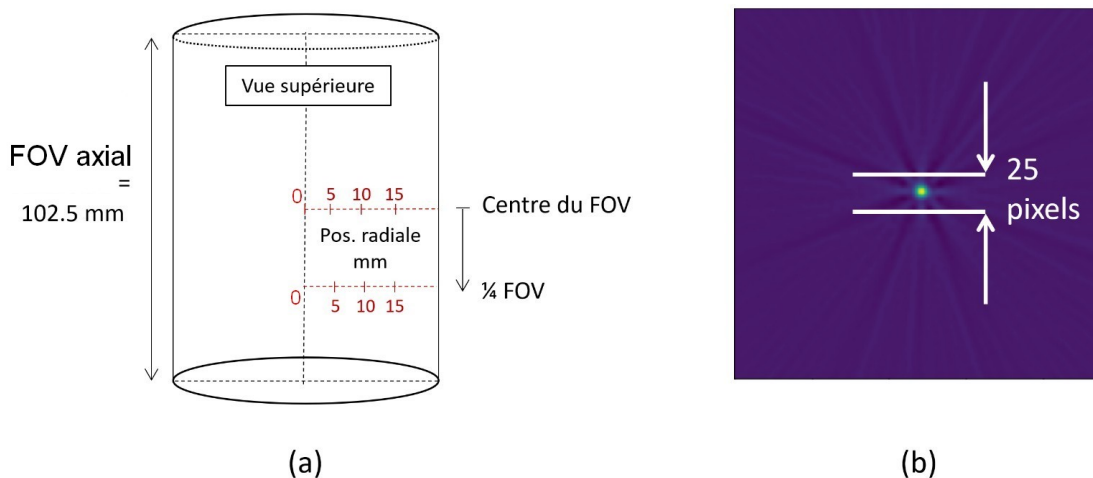 Vue supérieure
FOV axial
=
102.5 mm
0 5 10 15
Centre du FOV
Pos. radiale
mm
¼ FOV
0 5 10 15
25
pixels
(a)
(b)